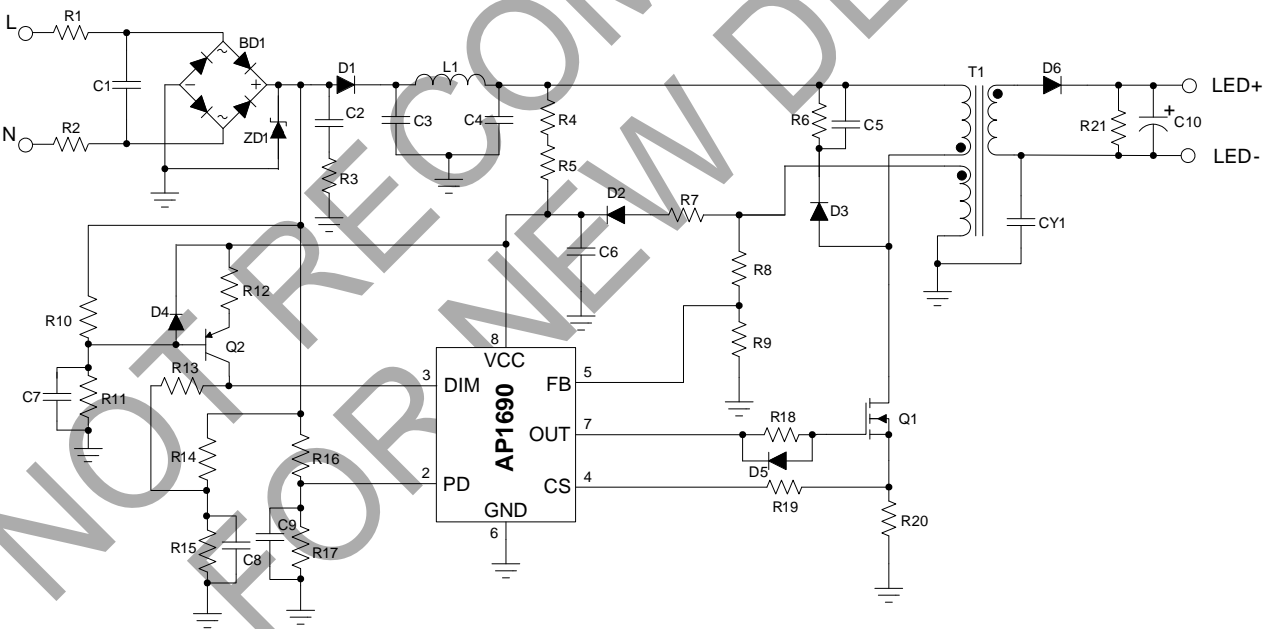 L
R1
BD1
~
C1
-
+
~
N
R2
D1
L1
C2
ZD1
R3
C3
C4
R4
R5
R6
C5
T1
D6
LED+
R21
+
C10
LED-
D2
R7
D3
CY1
C6
R8
R9
R12
R10
D4
Q2
R13
C7
R11
R14
R16
C9
R15
C8
R17
8
VCC
3
DIM
AP1690
FB
5
OUT
7
2
PD
CS
4
GND
6
R18
D5
R19
Q1
R20
NOT RECOM
FOR NEW DE